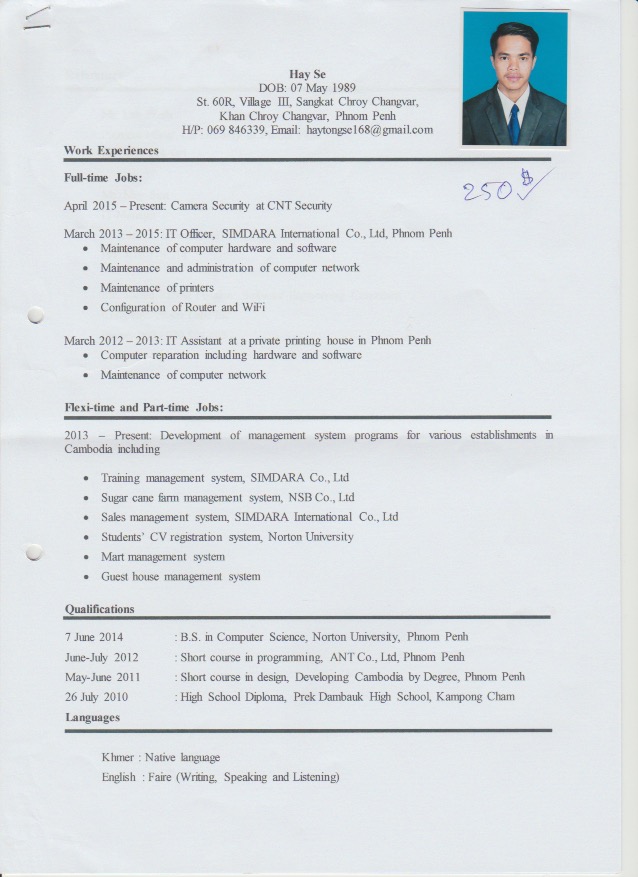 Hay Se
DOB: 07 May 1989
St. 60R, Village III, Sangkat Chroy Changvar,
Khan Chroy Changvar, Phnom Penh
H/P: 069 846339, Email: haytongse168@gmail.com
Work Experiences
250$
Full-time Jobs:
April 2015 – Present: Camera Security at CNT Security
March 2013 – 2015: IT Officer, SIMDARA International Co., Ltd, Phnom Penh
• Maintenance of computer hardware and software
• Maintenance and administration of computer network
• Maintenance of printers
• Configuration of Router and WiFi
March 2012 – 2013: IT Assistant at a private printing house in Phnom Penh
• Computer reparation including hardware and software
• Maintenance of computer network
Flexi-time and Part-time Jobs:
2013 – Present: Development of management system programs for various establishments in
Cambodia including
• Training management system, SIMDARA Co., Ltd
• Sugar cane farm management system, NSB Co., Ltd
• Sales management system, SIMDARA International Co., Ltd
• Students' CV registration system, Norton University
• Mart management system
• Guest house management system
Qualifications
7 June 2014 : B.S. in Computer Science, Norton University, Phnom Penh
June-July 2012 : Short course in programming, ANT Co., Ltd, Phnom Penh
May-June 2011 : Short course in design, Developing Cambodia by Degree, Phnom Penh
26 July 2010 : High School Diploma, Prek Dambauk High School, Kampong Cham
Languages
Khmer : Native language
English : Faire (Writing, Speaking and Listening)